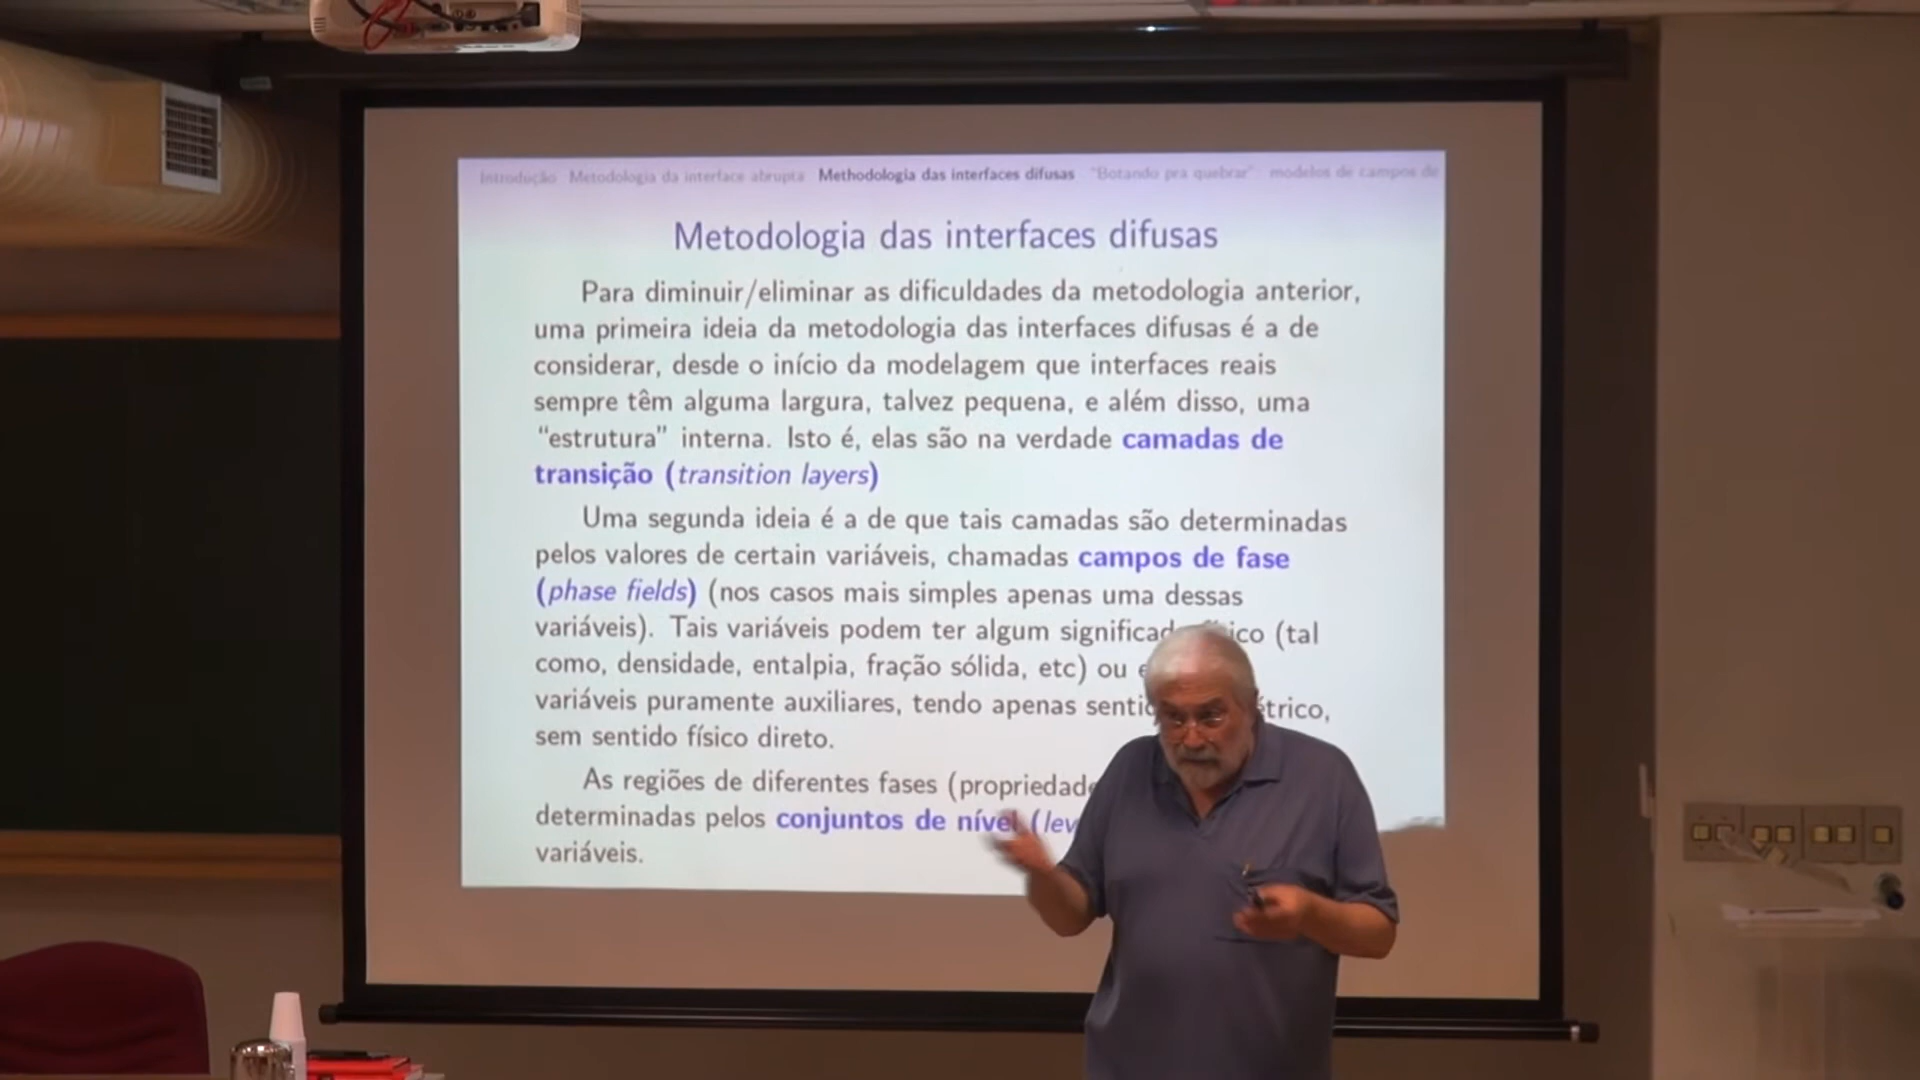 Introdução Metodologia da interface abrupta Methodologia das interfaces difusas "Botando pra quebrar": modelos de campos de
Metodologia das interfaces difusas
Para diminuir/eliminar as dificuldades da metodologia anterior,
uma primeira ideia da metodologia das interfaces difusas é a de
considerar, desde o início da modelagem que interfaces reais
sempre têm alguma largura, talvez pequena, e além disso, uma
“estrutura” interna. Isto é, elas são na verdade camadas de
transição (transition layers)
Uma segunda ideia é a de que tais camadas são determinadas
pelos valores de certain variáveis, chamadas campos de fase
(phase fields) (nos casos mais simples apenas uma dessas
variáveis). Tais variáveis podem ter algum (tal
como, densidade, entalpia, fração sólida, etc) ou
variáveis puramente auxiliares, tendo apenas
sem sentido físico direto.
As regiões de diferentes fases
determinadas pelos conjuntos de nível
variáveis.